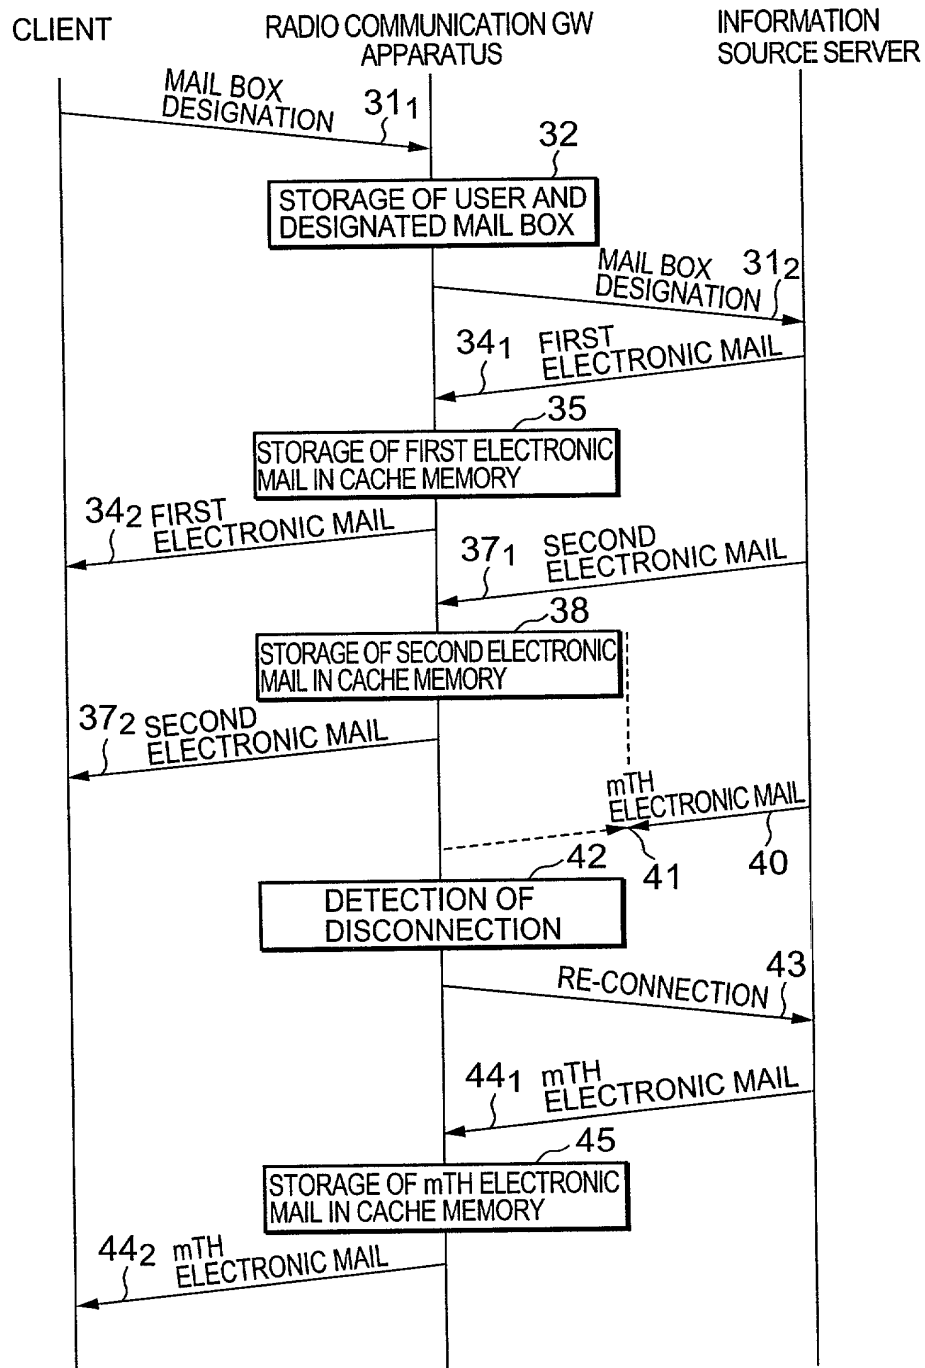 CLIENT
RADIO COMMUNICATION GW
APPARATUS
INFORMATION
SOURCE SERVER
MAIL BOX
DESIGNATION
31₁
32
STORAGE OF USER AND
DESIGNATED MAIL BOX
MAIL BOX
DESIGNATION
31₂
34₁
FIRST
ELECTRONIC MAIL
35
STORAGE OF FIRST ELECTRONIC
MAIL IN CACHE MEMORY
34₂
FIRST
ELECTRONIC MAIL
37₁
SECOND
ELECTRONIC MAIL
38
STORAGE OF SECOND ELECTRONIC
MAIL IN CACHE MEMORY
37₂
SECOND
ELECTRONIC MAIL
mTH
ELECTRONIC MAIL
42
41
40
DETECTION OF
DISCONNECTION
RE-CONNECTION
43
44₁
mTH
ELECTRONIC MAIL
45
STORAGE OF mTH ELECTRONIC
MAIL IN CACHE MEMORY
44₂
mTH
ELECTRONIC MAIL